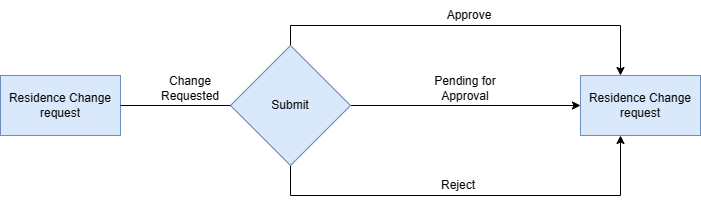 Approve
Residence Change
request
Change
Requested
Submit
Pending for
Approval
Residence Change
request
Reject